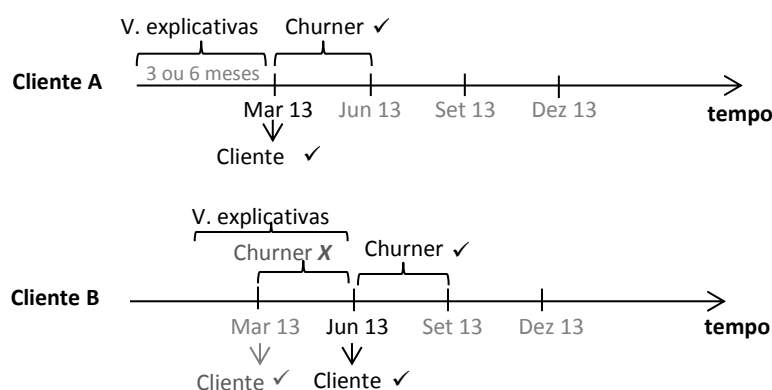 V. explicativas Churner ✓
3 ou 6 meses
Cliente A
Mar 13 Jun 13 Set 13 Dez 13
tempo
Cliente ✓
V. explicativas
Churner X Churner ✓
Cliente B
Mar 13 Jun 13 Set 13 Dez 13
tempo
Cliente ✓ Cliente ✓